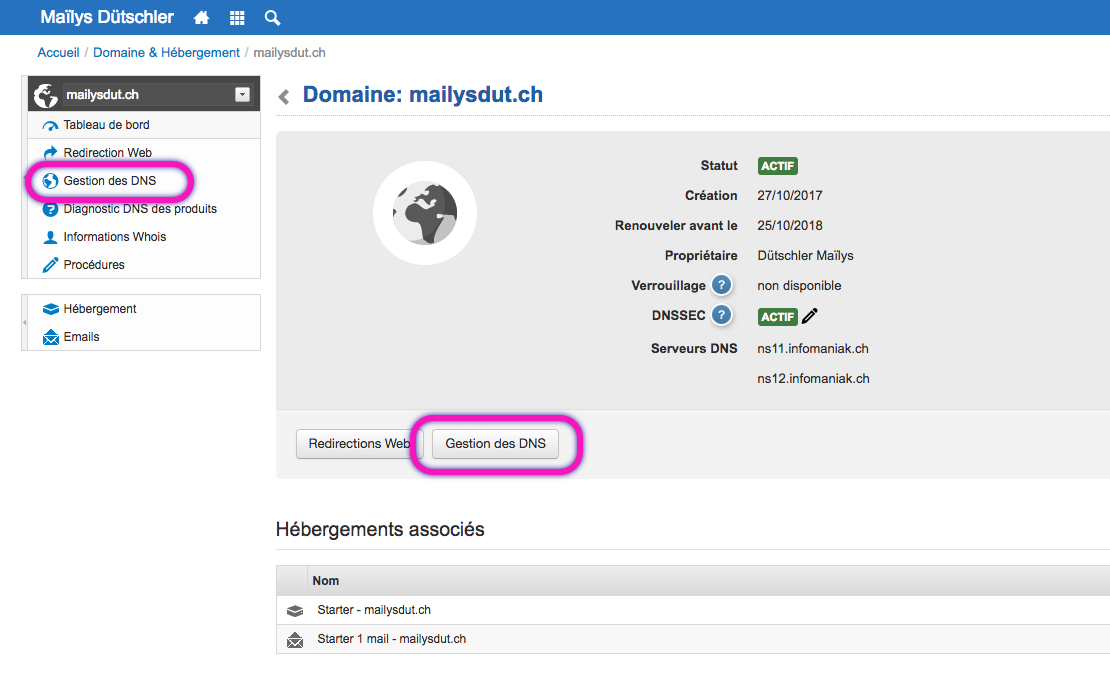 Maïlys Dütschler
Accueil / Domaine & Hébergement / mailysdut.ch
mailysdut.ch
Tableau de bord
Redirection Web
Gestion des DNS
Diagnostic DNS des produits
Informations Whois
Procédures
Hébergement
Emails
Domaine: mailysdut.ch
Statut ACTIF
Création 27/10/2017
Renouveler avant le 25/10/2018
Propriétaire Dütschler Maïlys
Verrouillage ? non disponible
DNSSEC ? ACTIF
Serveurs DNS ns11.infomaniak.ch
ns12.infomaniak.ch
Redirections Web Gestion des DNS
Hébergements associés
Nom
Starter - mailysdut.ch
Starter 1 mail - mailysdut.ch